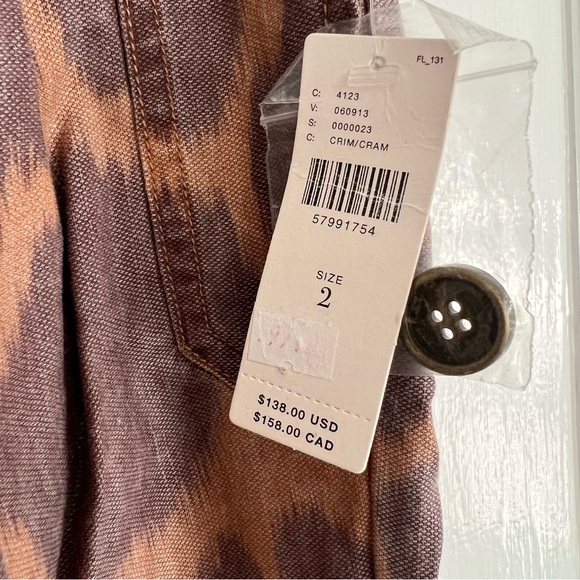 FL_131
C: 4123
V: 060913
S: 0000023
C: CRIM/CRAM
57991754
SIZE
2
$138.00 USD
$158.00 CAD